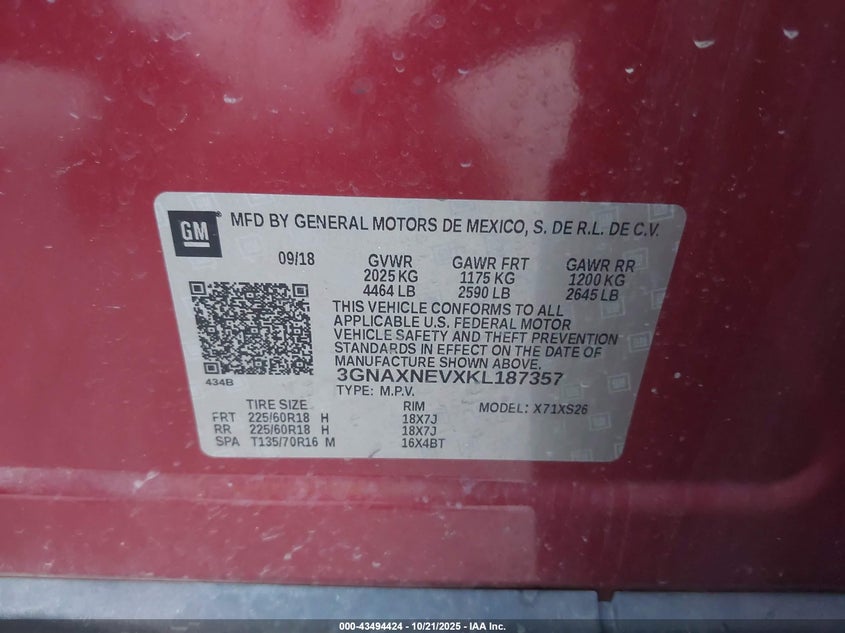 GM
MFD BY GENERAL MOTORS DE MEXICO, S. DE R.L. DE C.V.
09/18 GVWR GAWR FRT GAWR RR
2025 KG 1175 KG 1200 KG
4464 LB 2590 LB 2645 LB
THIS VEHICLE CONFORMS TO ALL
APPLICABLE U.S. FEDERAL MOTOR
VEHICLE SAFETY AND THEFT PREVENTION
STANDARDS IN EFFECT ON THE DATE OF
MANUFACTURE SHOWN ABOVE.
434B 3GNAXNEVXKL187357
TYPE: M.P.V.
TIRE SIZE RIM MODEL: X71XS26
FRT 225/60R18 H 18X7J
RR 225/60R18 H 18X7J
SPA T135/70R16 M 16X4BT
000-43494424 - 10/21/2025 - IAA Inc.